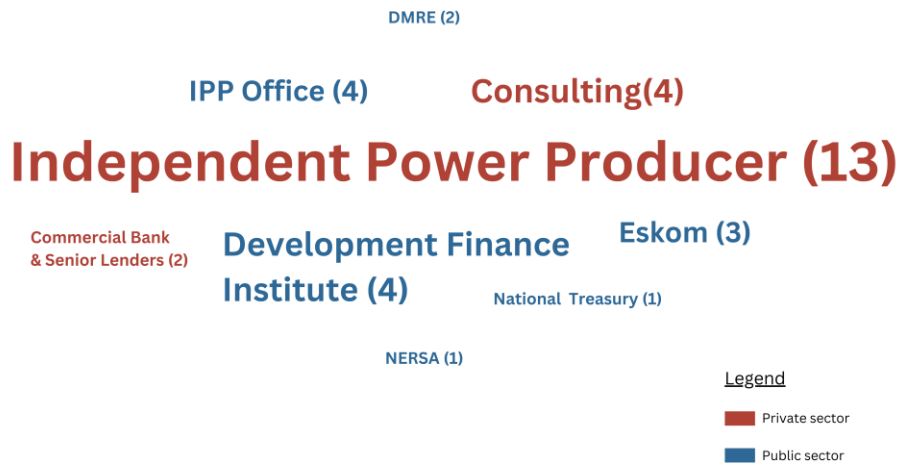 DMRE (2)
IPP Office (4)
Consulting(4)
Independent Power Producer (13)
Commercial Bank
& Senior Lenders (2)
Development Finance
Institute (4)
Eskom (3)
National Treasury (1)
NERSA (1)
Legend
Private sector
Public sector